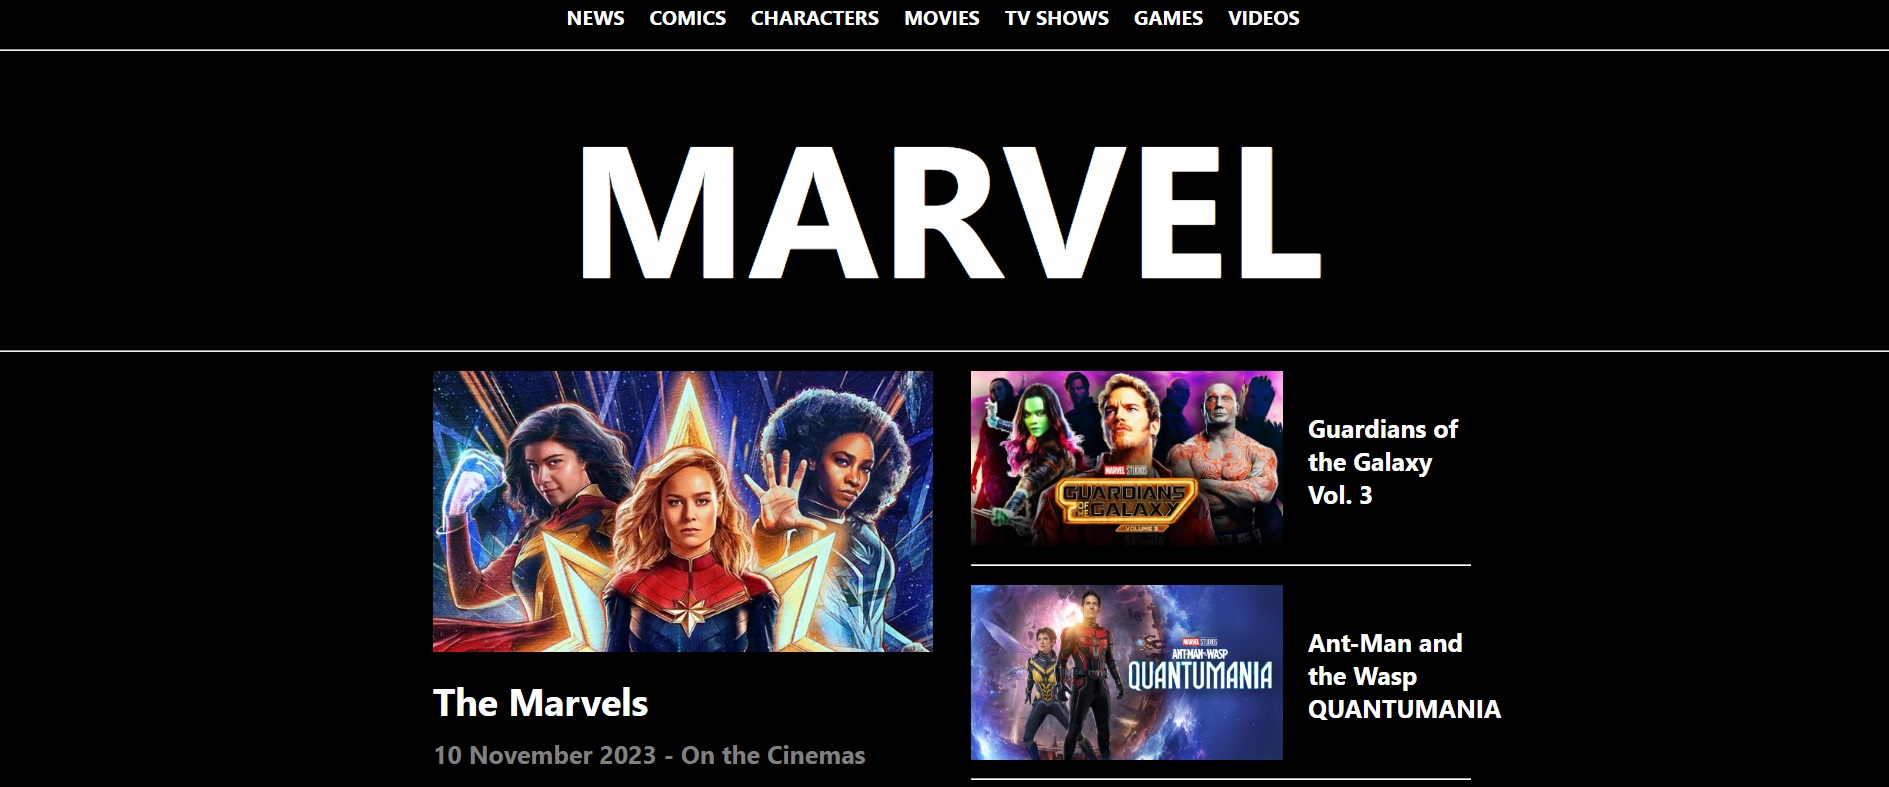 NEWS COMICS CHARACTERS MOVIES TV SHOWS GAMES VIDEOS
MARVEL
The Marvels
10 November 2023 - On the Cinemas
MARVEL STUDIOS
GUARDIANS
OF THE GALAXY
VOLUME 3
Guardians of
the Galaxy
Vol. 3
MARVEL STUDIOS
ANT-MAN AND THE WASP
QUANTUMANIA
Ant-Man and
the Wasp
QUANTUMANIA